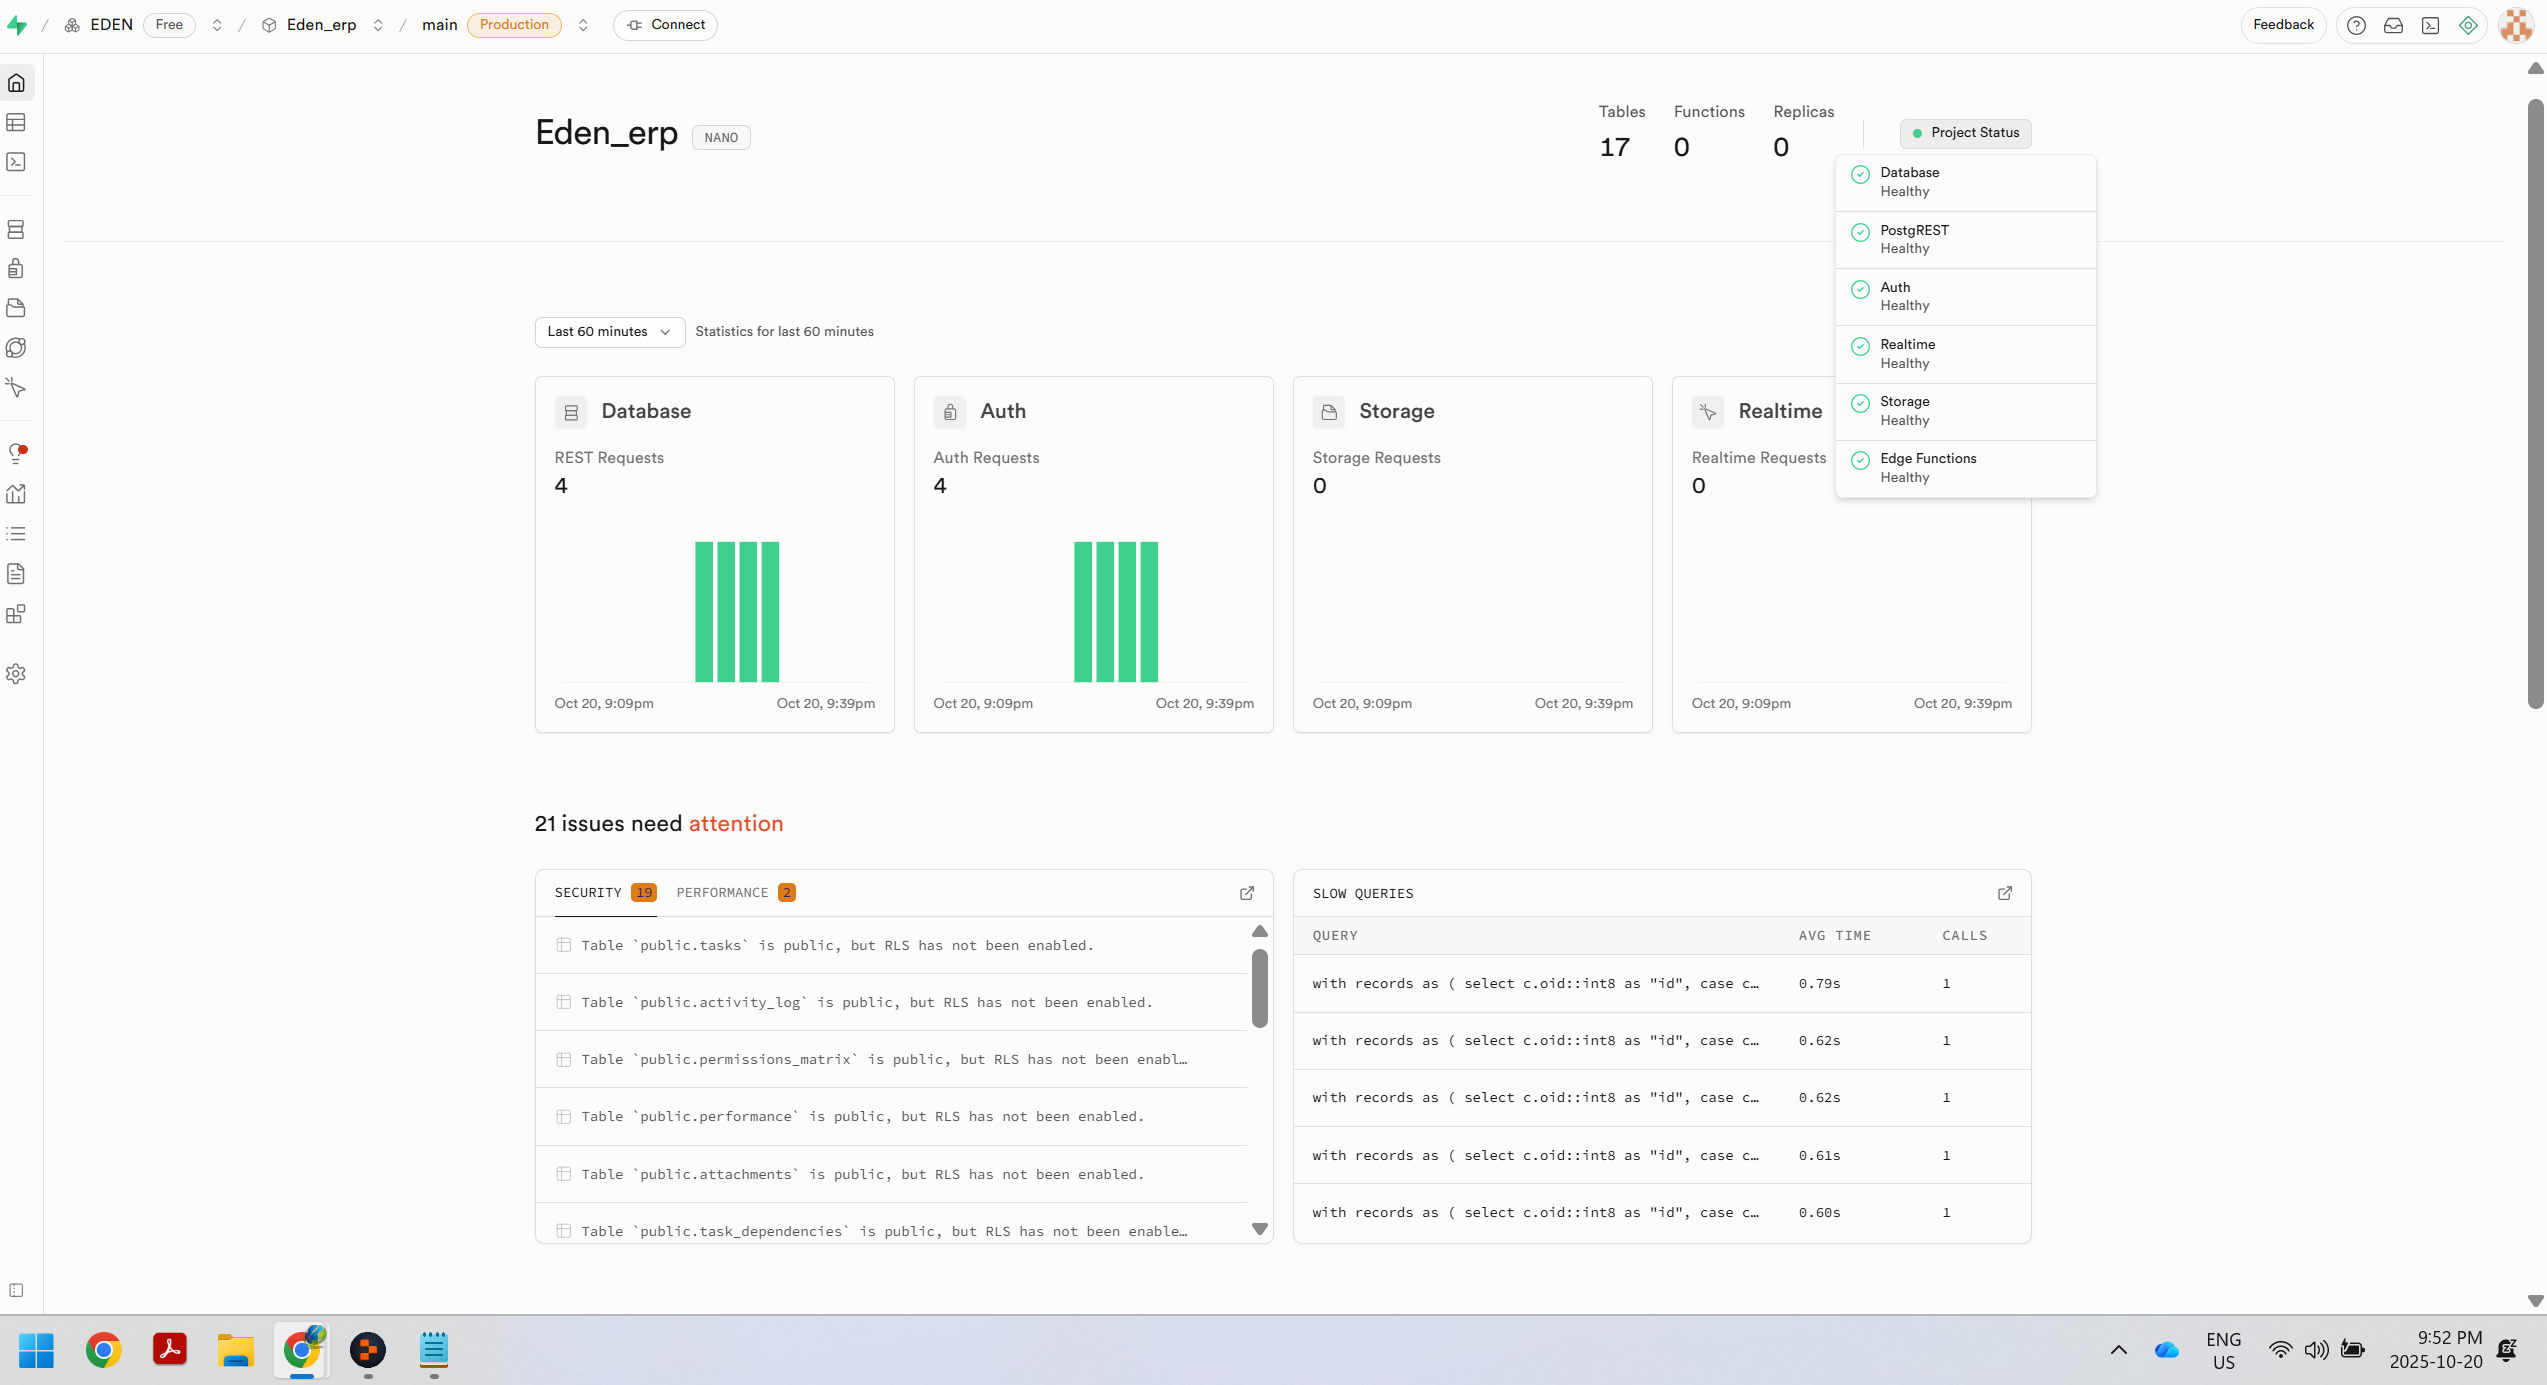 / EDEN Free / Eden_erp / main Production Connect Feedback
Eden_erp NANO
Tables Functions Replicas
17 0 0
Project Status
Database
Healthy
PostgREST
Healthy
Auth
Healthy
Realtime
Healthy
Storage
Healthy
Edge Functions
Healthy
Last 60 minutes Statistics for last 60 minutes
Database
REST Requests
4
Oct 20, 9:09pm Oct 20, 9:39pm
Auth
Auth Requests
4
Oct 20, 9:09pm Oct 20, 9:39pm
Storage
Storage Requests
0
Oct 20, 9:09pm Oct 20, 9:39pm
Realtime
Realtime Requests
0
Oct 20, 9:09pm Oct 20, 9:39pm
21 issues need attention
SECURITY 19 PERFORMANCE 2
Table `public.tasks` is public, but RLS has not been enabled.
Table `public.activity_log` is public, but RLS has not been enabled.
Table `public.permissions_matrix` is public, but RLS has not been enabl…
Table `public.performance` is public, but RLS has not been enabled.
Table `public.attachments` is public, but RLS has not been enabled.
Table `public.task_dependencies` is public, but RLS has not been enable…
SLOW QUERIES
QUERY AVG TIME CALLS
with records as ( select c.oid::int8 as "id", case c… 0.79s 1
with records as ( select c.oid::int8 as "id", case c… 0.62s 1
with records as ( select c.oid::int8 as "id", case c… 0.62s 1
with records as ( select c.oid::int8 as "id", case c… 0.61s 1
with records as ( select c.oid::int8 as "id", case c… 0.60s 1
ENG
US
9:52 PM
2025-10-20